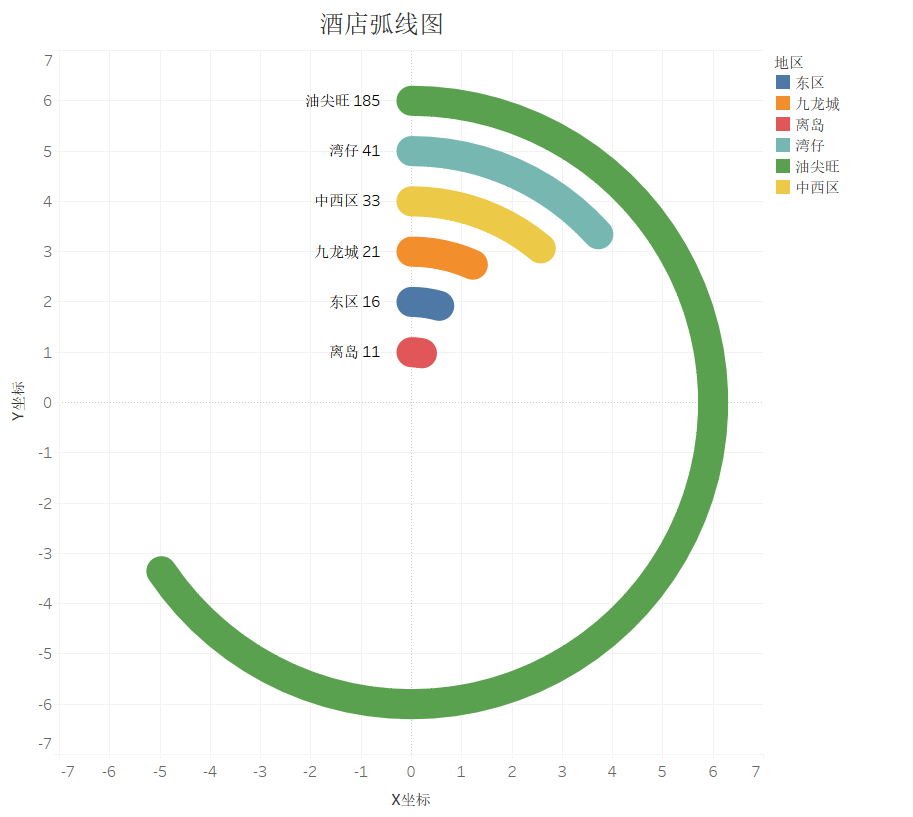 酒店弧线图
地区
东区
九龙城
离岛
湾仔
油尖旺
中西区
油尖旺 185
湾仔 41
中西区 33
九龙城 21
东区 16
离岛 11
Y坐标
7
6
5
4
3
2
1
0
-1
-2
-3
-4
-5
-6
-7
-7 -6 -5 -4 -3 -2 -1 0 1 2 3 4 5 6 7
X坐标